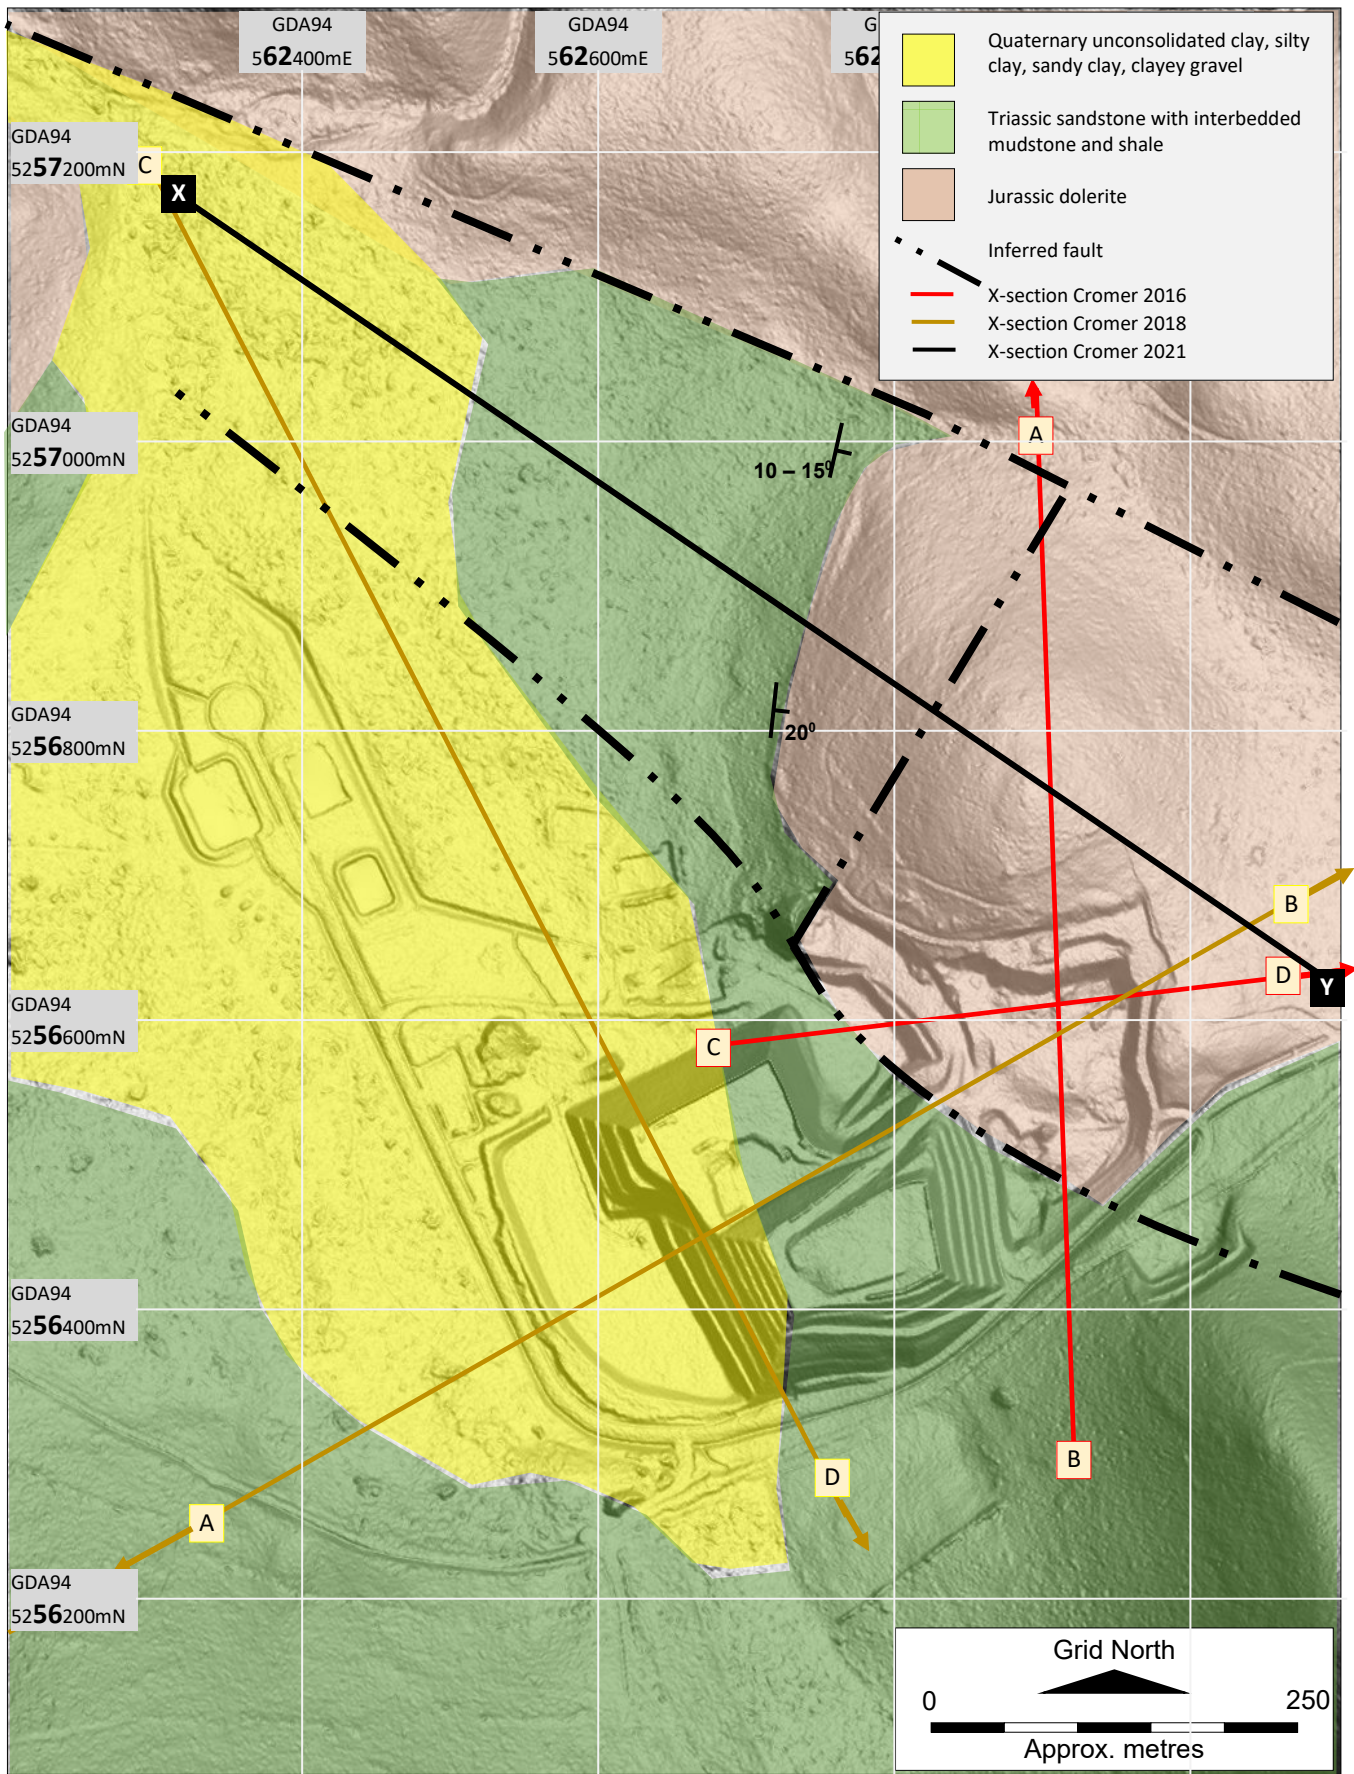 GDA94
562400mE
GDA94
562600mE
G
562
Quaternary unconsolidated clay, silty
clay, sandy clay, clayey gravel
Triassic sandstone with interbedded
mudstone and shale
Jurassic dolerite
Inferred fault
X-section Cromer 2016
X-section Cromer 2018
X-section Cromer 2021
GDA94
5257200mN
C
X
GDA94
5257000mN
A
10 – 15⁰
GDA94
5256800mN
20⁰
B
D
Y
GDA94
5256600mN
C
GDA94
5256400mN
B
D
A
GDA94
5256200mN
Grid North
0
250
Approx. metres